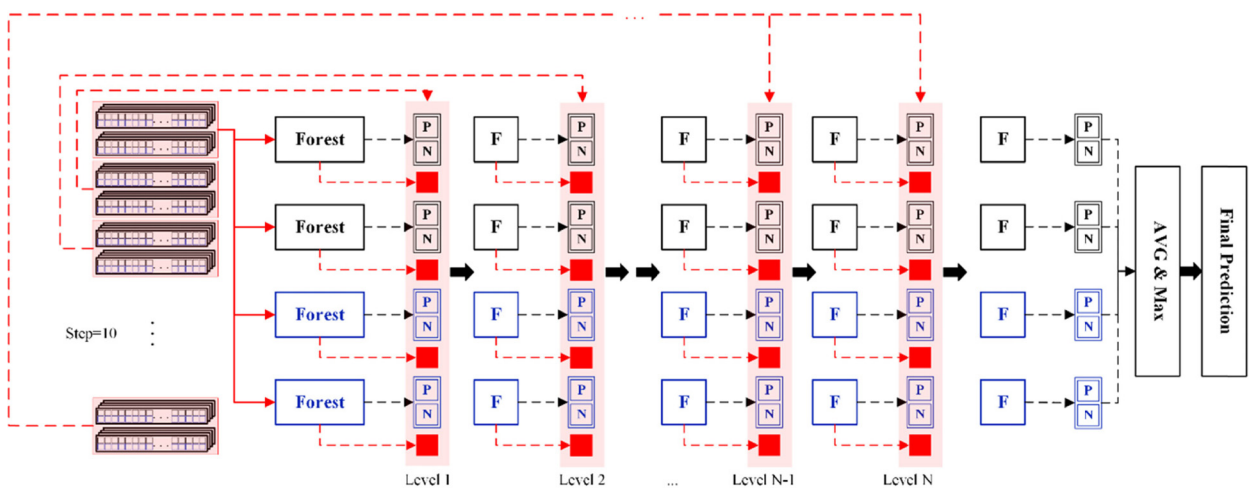 ...
Forest P N F P N F P N F P N F P N
Forest P N F P N F P N F P N F P N
AVG & Max
Final Prediction
Step=10
Forest P N F P N F P N F P N F P N
Forest P N F P N F P N F P N F P N
Level 1 Level 2 ... Level N-1 Level N